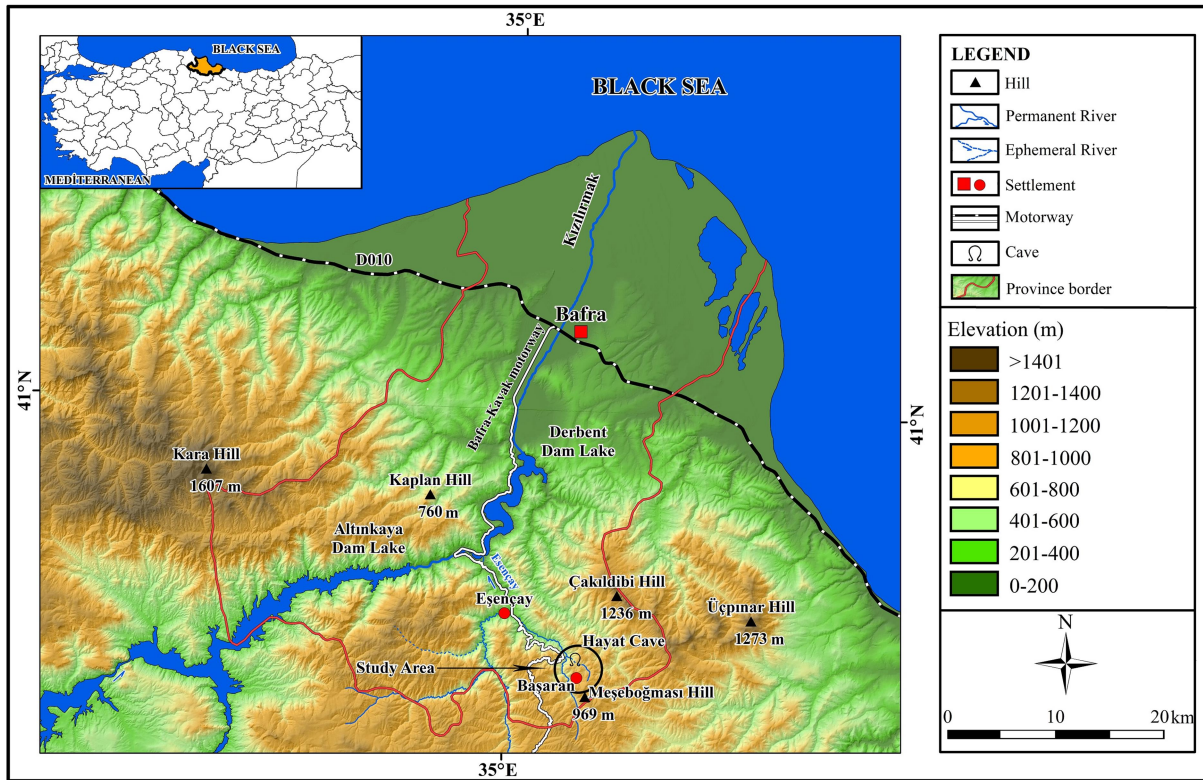 35°E
BLACK SEA
MEDİTERRANEAN
BLACK SEA
Kızılırmak
D010
Bafra
Bafra-Kavak motorway
41°N
41°N
Derbent
Dam Lake
Kara Hill
1607 m
Kaplan Hill
760 m
Altınkaya
Dam Lake
Esençay
Eşençay
Çakıldibi Hill
1236 m
Üçpınar Hill
1273 m
Hayat Cave
Study Area
Başaran
Meşeboğması Hill
969 m
35°E
LEGEND
Hill
Permanent River
Ephemeral River
Settlement
Motorway
Cave
Province border
Elevation (m)
>1401
1201-1400
1001-1200
801-1000
601-800
401-600
201-400
0-200
N
0 10 20 km